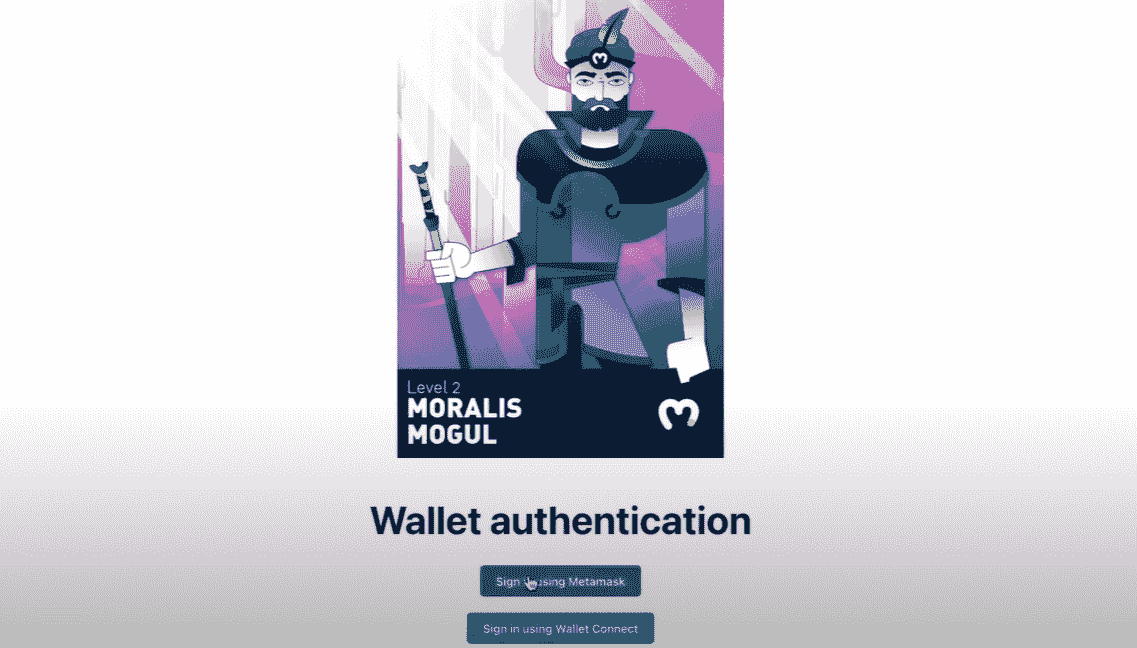 Level 2
MORALIS
MOGUL
Wallet authentication
Sign in using Metamask
Sign in using Wallet Connect